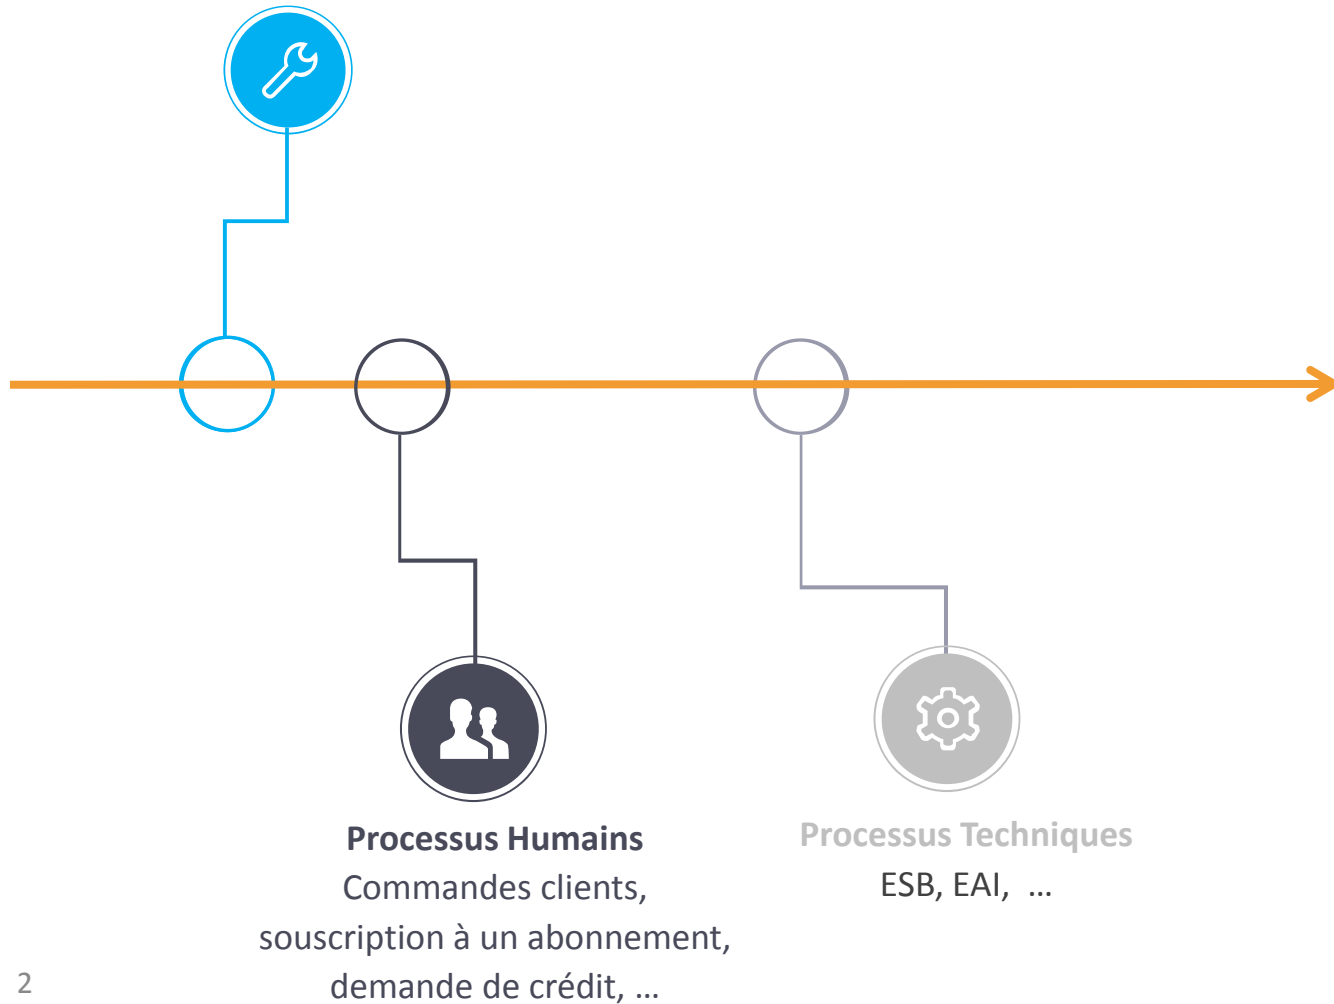 Processus Humains
Commandes clients,
souscription à un abonnement,
demande de crédit, ...
Processus Techniques
ESB, EAI,  ...
2